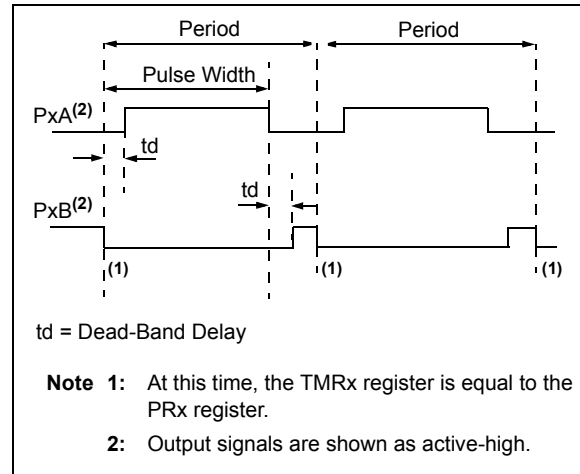 Period Period
Pulse Width
PxA(2)
td
td
PxB(2)
(1) (1) (1)
td = Dead-Band Delay
Note 1: At this time, the TMRx register is equal to the
PRx register.
2: Output signals are shown as active-high.